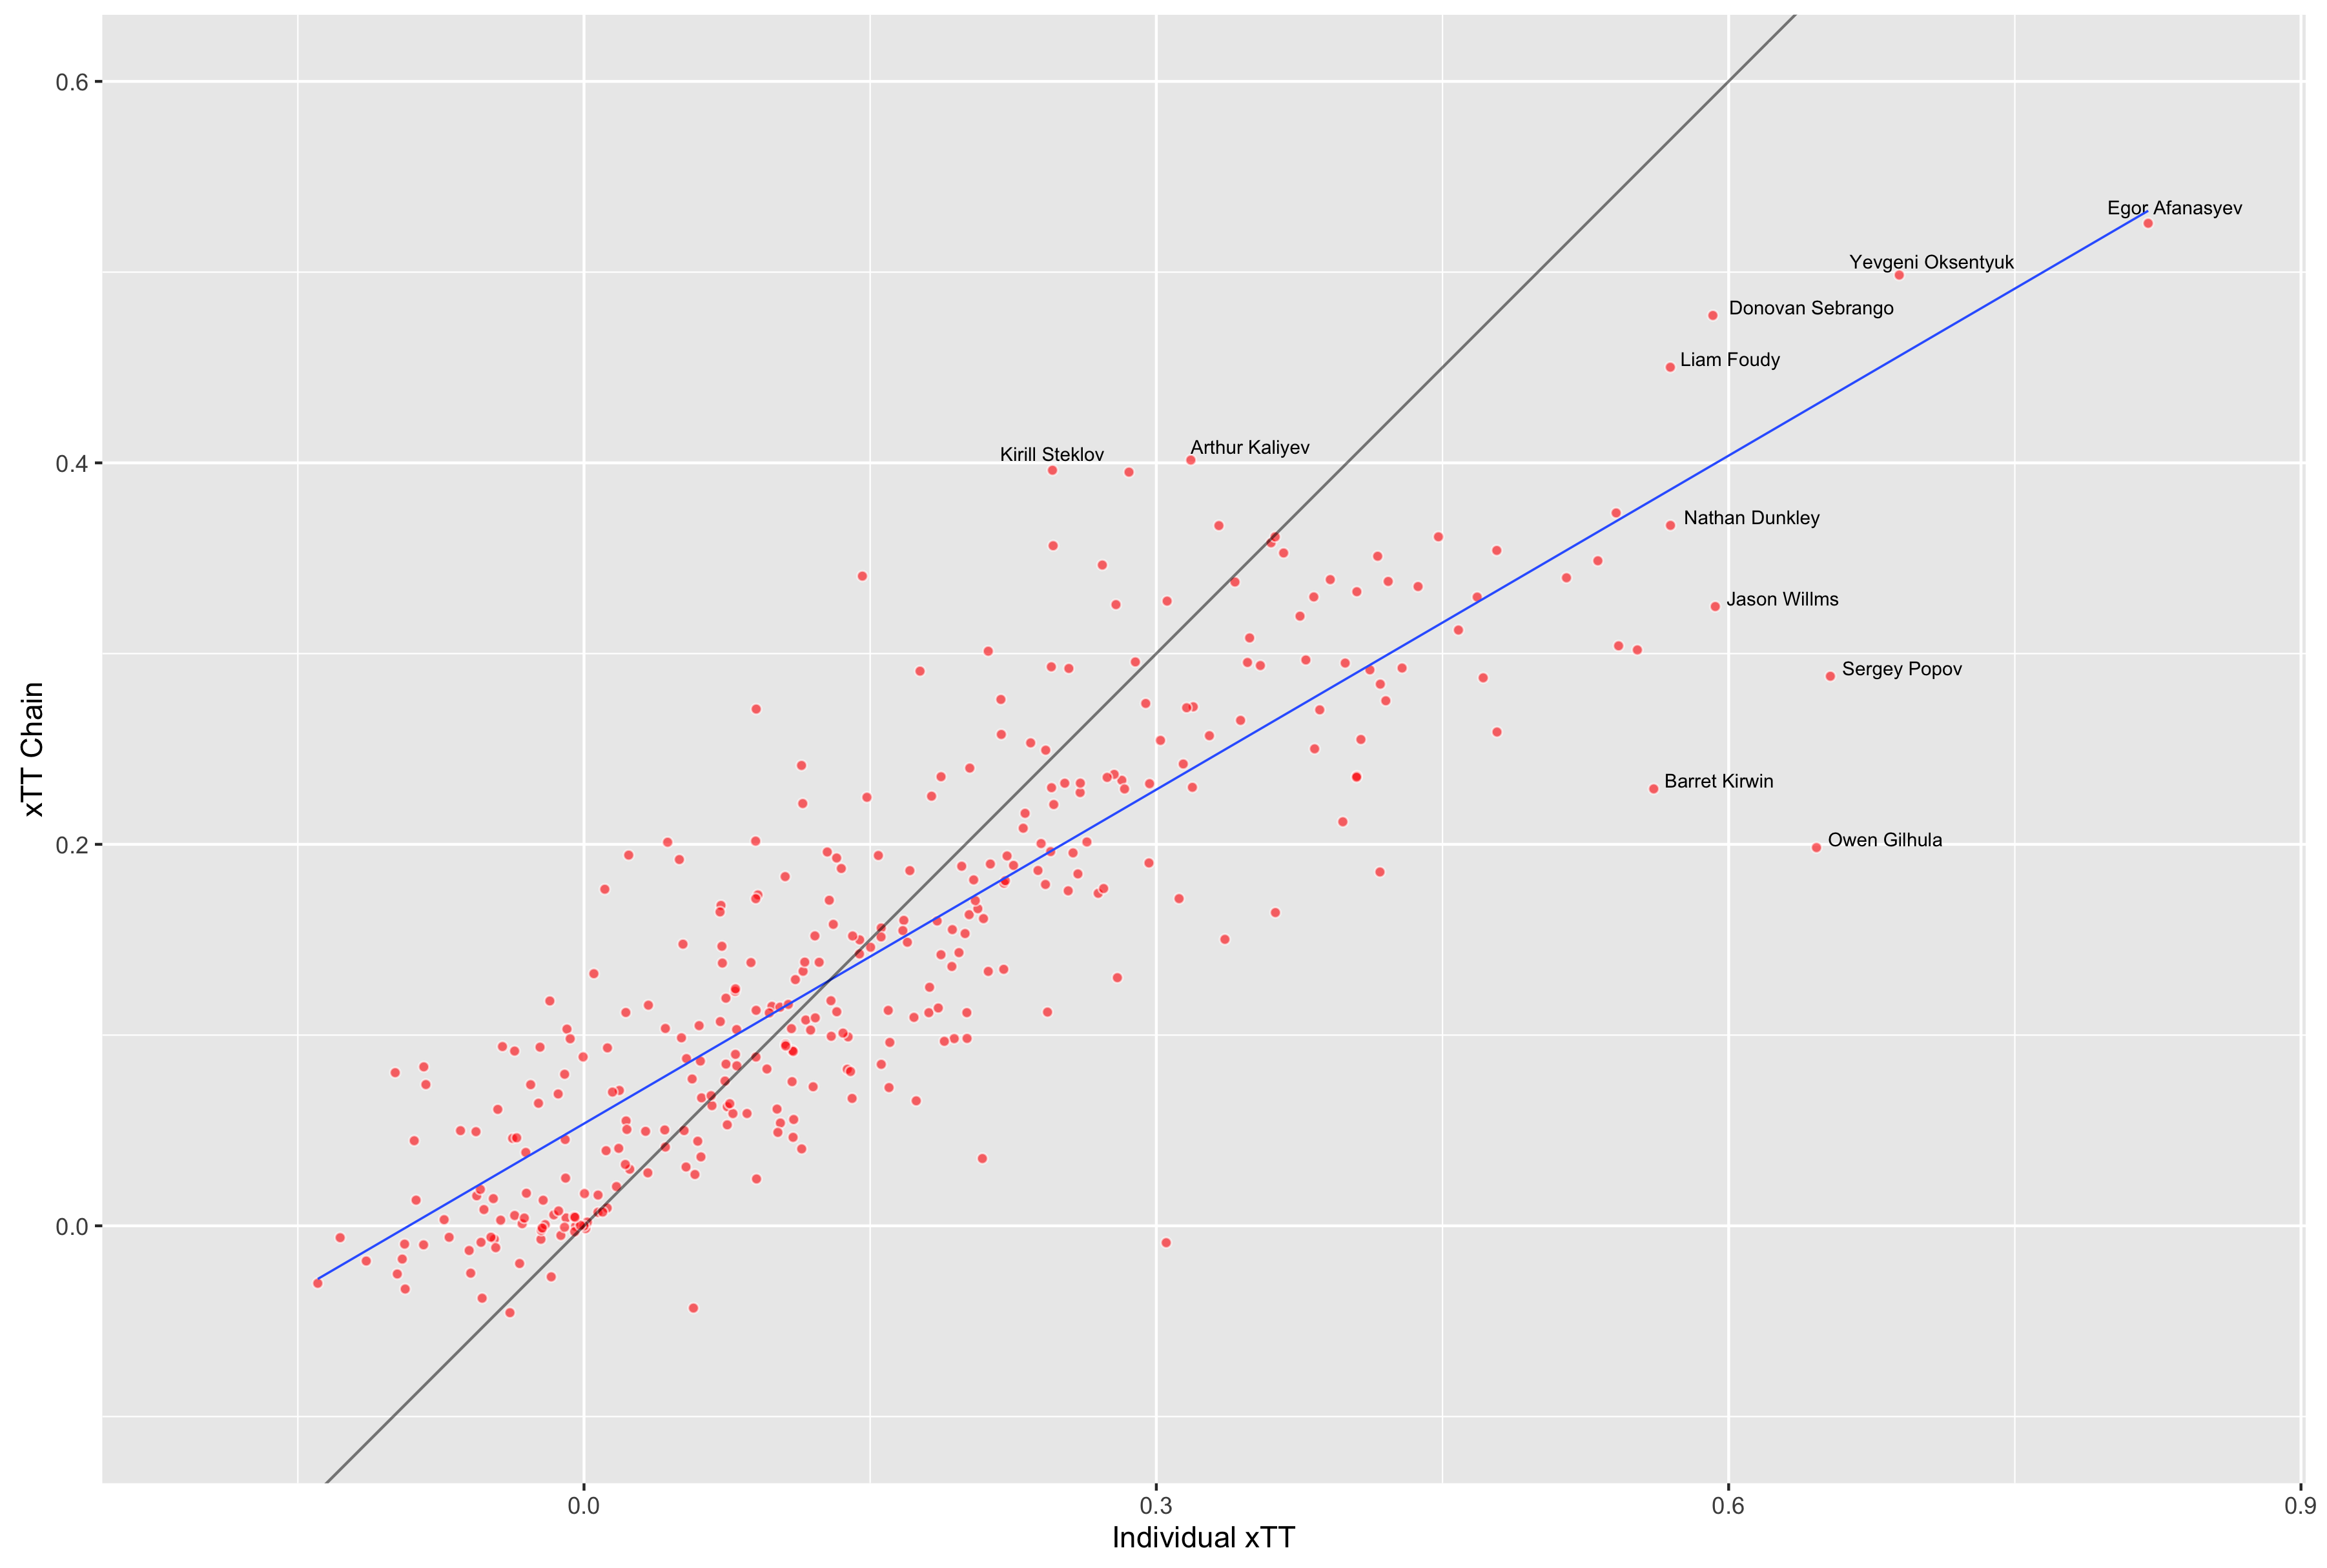 0.6
Egor Afanasyev
Yevgeni Oksentyuk
Donovan Sebrango
Liam Foudy
Arthur Kaliyev
Kirill Steklov
0.4
Nathan Dunkley
Jason Willms
Sergey Popov
xTT Chain
Barret Kirwin
Owen Gilhula
0.2
0.0
0.0 0.3 0.6 0.9
Individual xTT